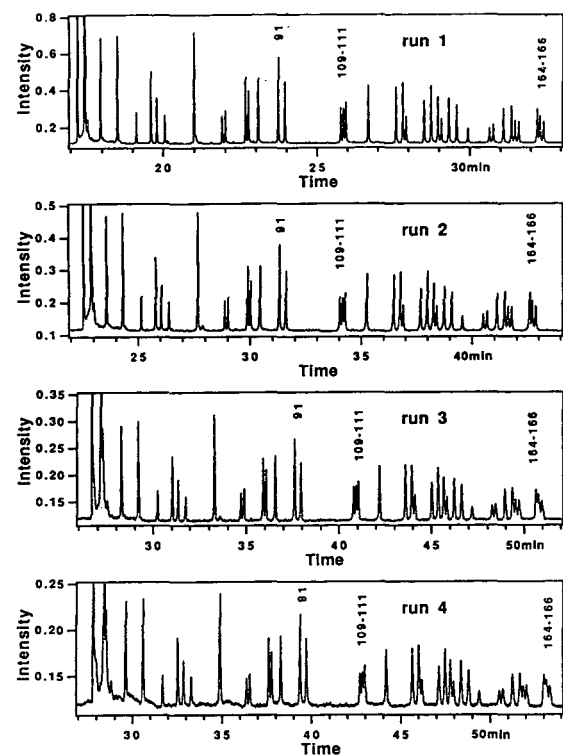 0.8
0.6
0.4
0.2
Intensity
91
109-111
run 1
164-166
20
25
30min
Time
0.5
0.4
0.3
0.2
0.1
Intensity
91
109-111
run 2
164-166
25
30
35
40min
Time
0.35
0.30
0.25
0.20
0.15
Intensity
91
109-111
run 3
164-166
30
35
40
45
50min
Time
0.25
0.20
0.15
Intensity
91
109-111
run 4
164-166
30
35
40
45
50min
Time